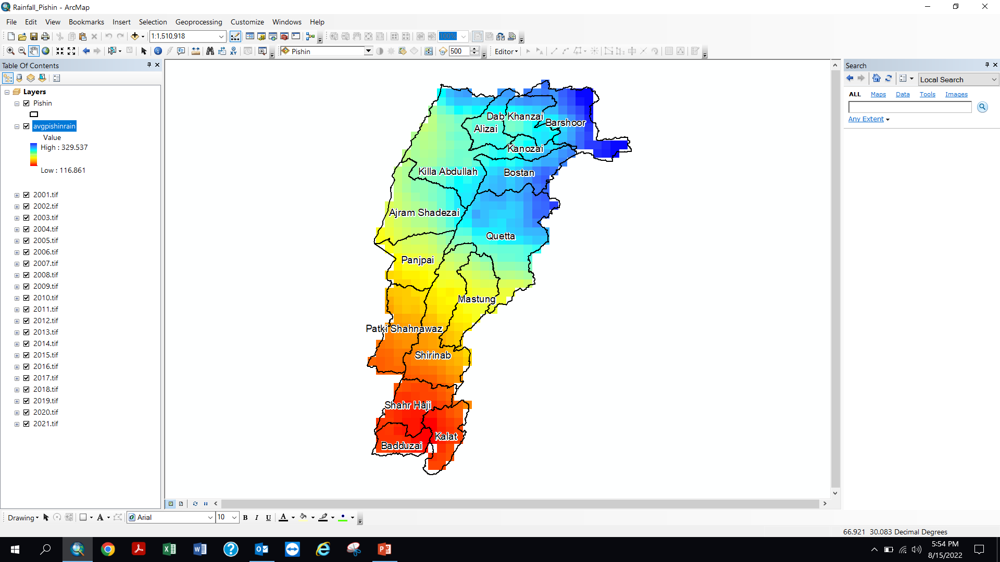 Rainfall_Pishin - ArcMap
File Edit View Bookmarks Insert Selection Geoprocessing Customize Windows Help
1:1,510,918
100%
Pishin
500
Editor
Table Of Contents
Layers
Pishin
avgpishinrain
Value
High : 329.537
Low : 116.861
2001.tif
2002.tif
2003.tif
2004.tif
2005.tif
2006.tif
2007.tif
2008.tif
2009.tif
2010.tif
2011.tif
2012.tif
2013.tif
2014.tif
2015.tif
2016.tif
2017.tif
2018.tif
2019.tif
2020.tif
2021.tif
Dab Khanzai
Barshoor
Alizai
Kanozai
Killa Abdullah
Bostan
Ajram Shadezai
Quetta
Panjpai
Mastung
Patki Shahnawaz
Shirinab
Shahr Haji
Kalat
Badduzai
Search
Local Search
ALL Maps Data Tools Images
Any Extent
Drawing
Arial
10
B I U A
66.921 30.083 Decimal Degrees
5:54 PM
8/15/2022